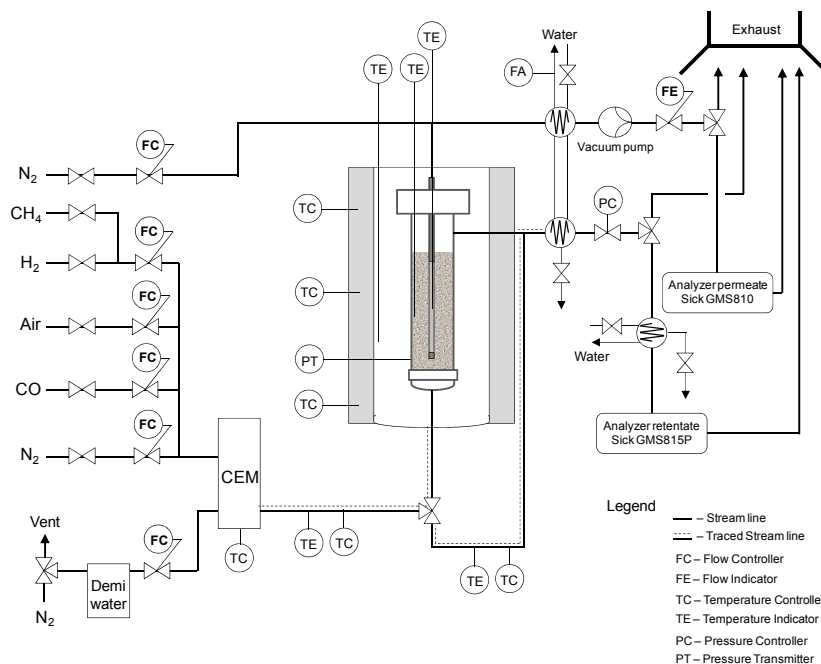 Exhaust
TE
Water
TE
TE
FA
FE
FC
Vacuum pump
N2
CH4
TC
PC
FC
H2
Analyzer permeate
Sick GMS810
TC
FC
Air
Water
PT
FC
CO
TC
Analyzer retentate
Sick GMS815P
FC
N2
CEM
Legend
Vent
– Stream line
– Traced Stream line
FC
TE
TC
TC
FC – Flow Controller
TE
TC
FE – Flow Indicator
Demi
water
TC – Temperature Controlle
N2
TE – Temperature Indicator
PC – Pressure Controller
PT – Pressure Transmitter